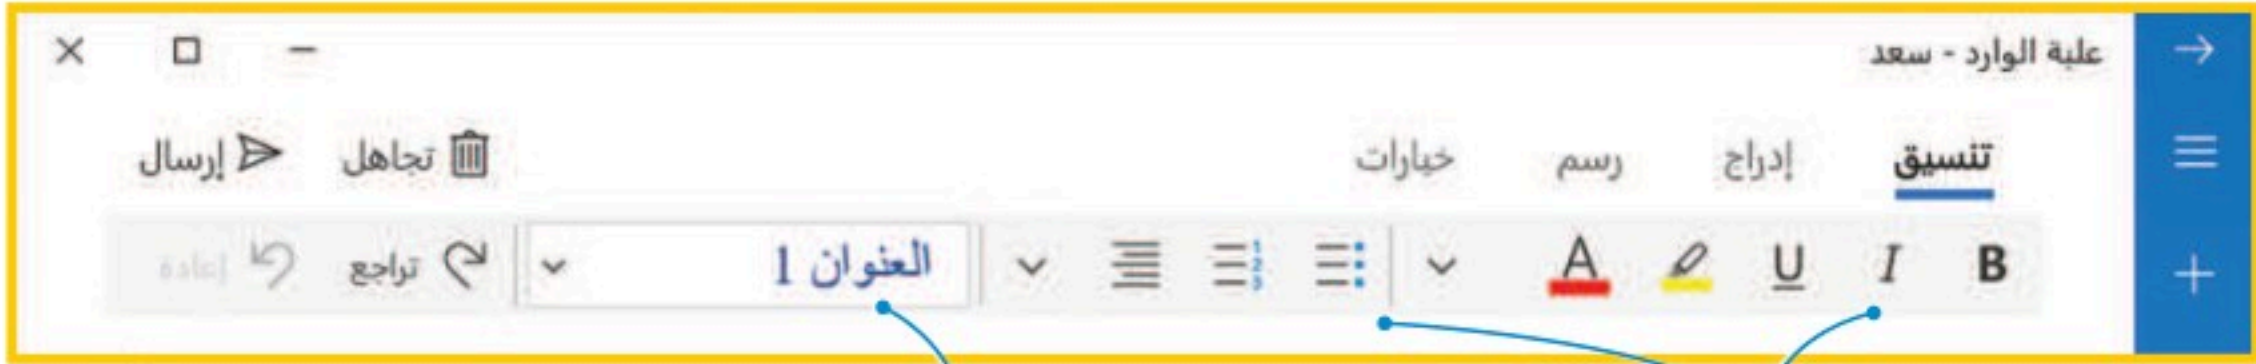 علبة الوارد - سعد
تنسيق إدراج رسم خيارات تجاهل إرسال
B I U A العنوان 1 تراجع إعادة